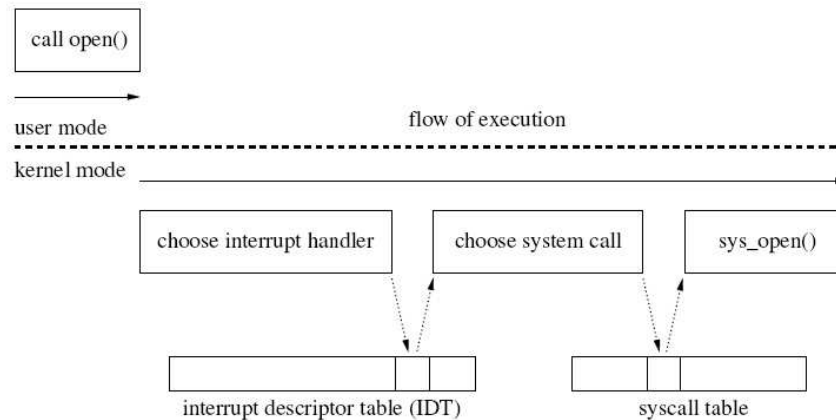 call open()
user mode
flow of execution
kernel mode
choose interrupt handler
choose system call
sys_open()
interrupt descriptor table (IDT)
syscall table